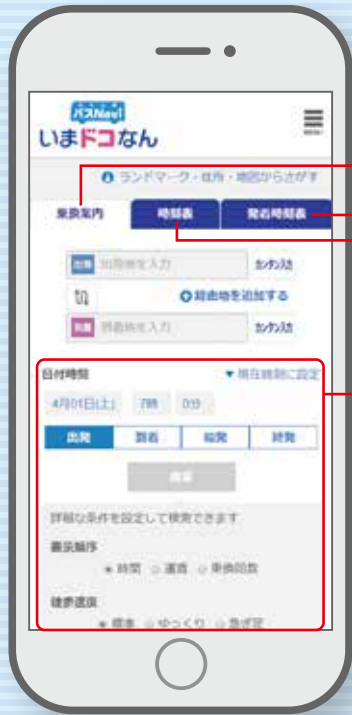 バスNavi
いまドコなん
MENU
ランドマーク・住所・地図からさがす
乗換案内 時刻表 発着時刻表
出発 出発地を入力 カンタン入力
経由地を追加する
到着 到着地を入力 カンタン入力
日付時間 ▼現在時刻に設定
4月01日(土) 7時 0分
出発 到着 始発 終発
検索
詳細な条件を設定して検索できます
表示順序
時間 運賃 乗換回数
徒歩速度
標準 ゆっくり 急ぎ足